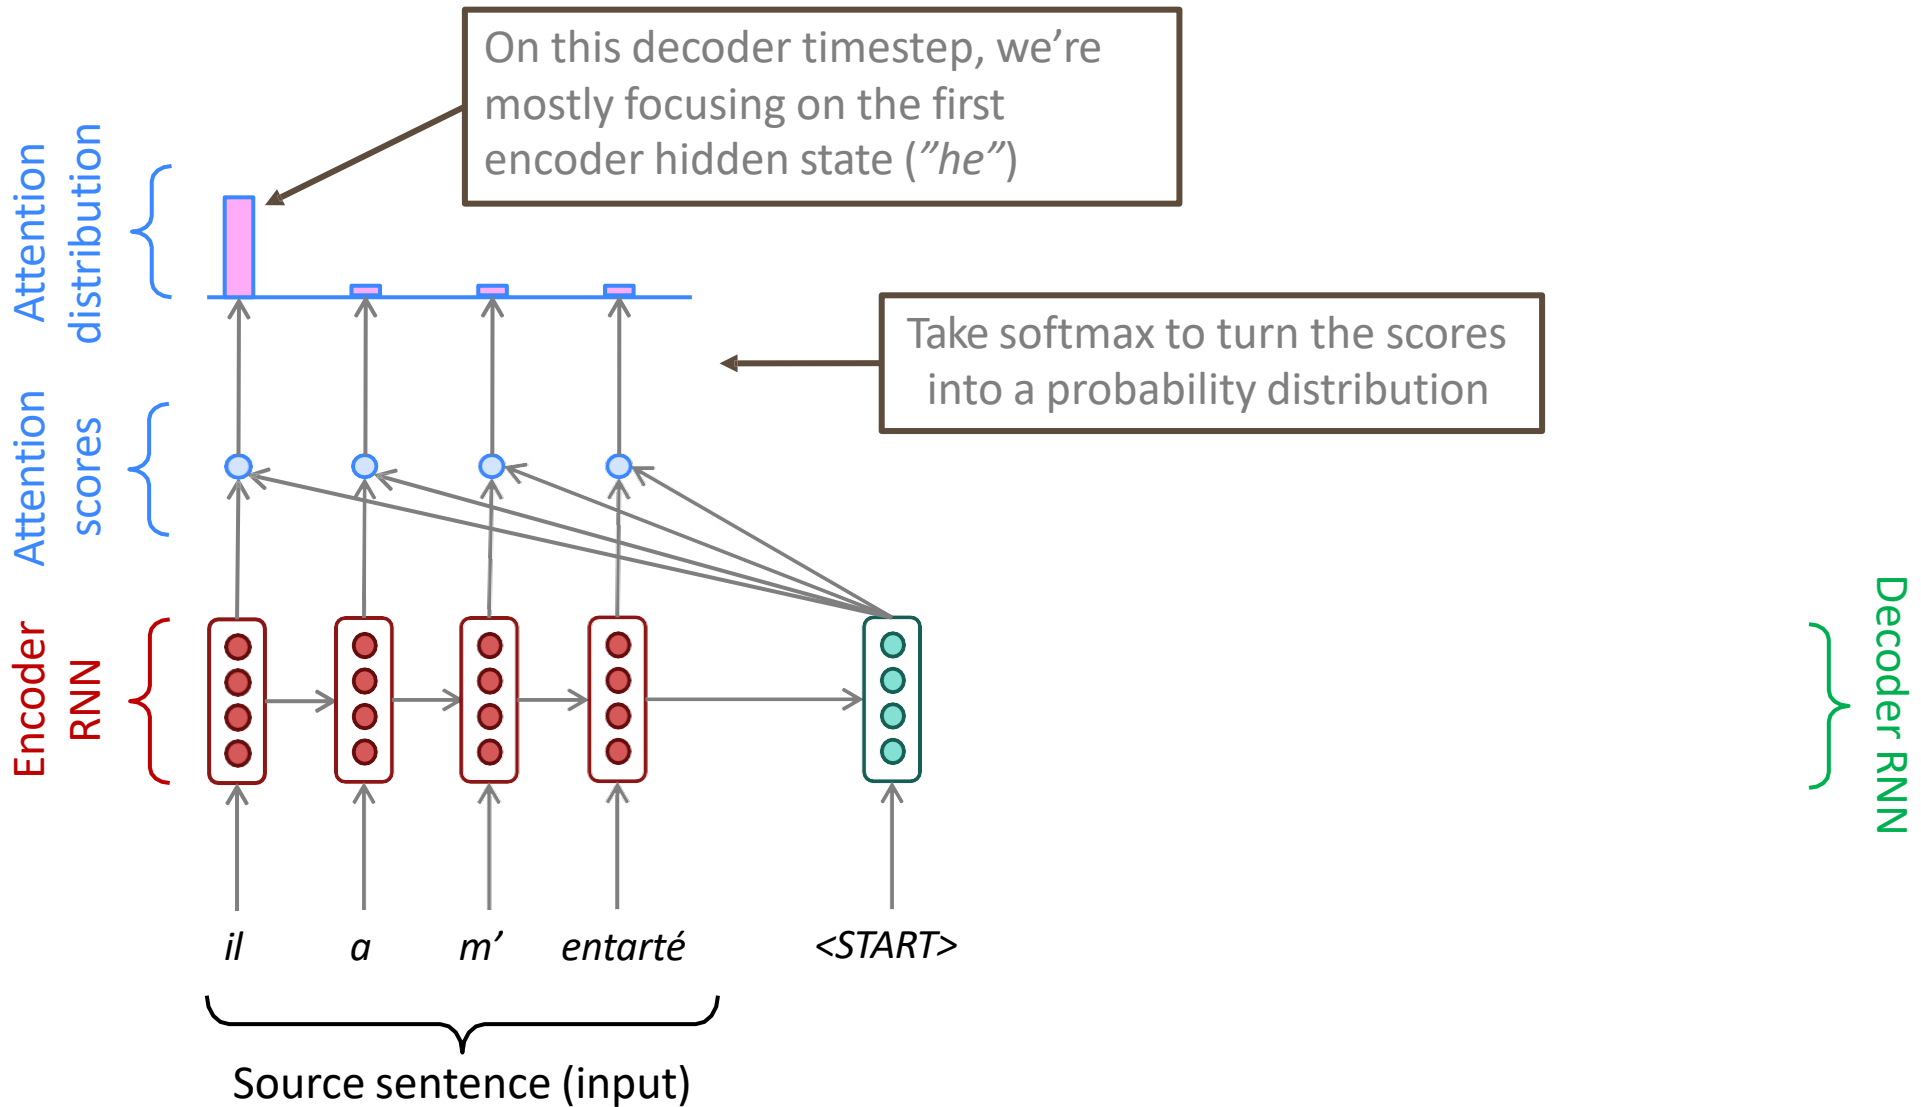 On this decoder timestep, we’re
mostly focusing on the first
encoder hidden state (”he”)
Attention
distribution
Take softmax to turn the scores
into a probability distribution
Attention
scores
Encoder
RNN
Decoder RNN
il a m’ entarté <START>
Source sentence (input)